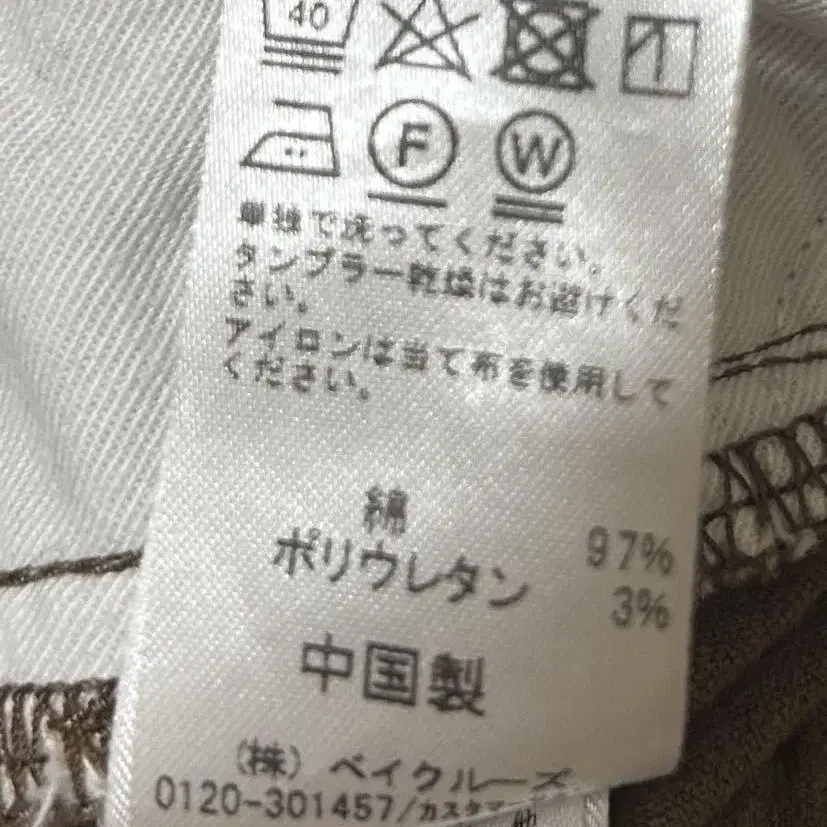 40
F W
単独で洗ってください。
タンブラー乾燥はお避けくだ
さい。
アイロンは当て布を使用して
ください。
綿 97%
ポリウレタン 3%
中国製
(株) ベイクルーズ
0120-301457/カスタマー